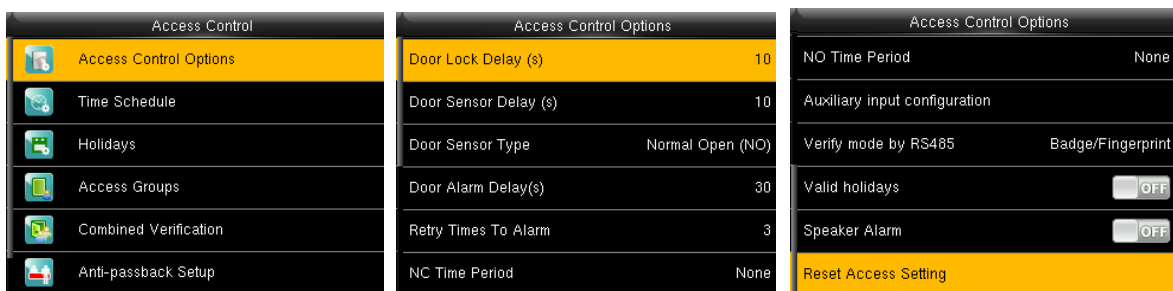 Access Control
Access Control Options
Time Schedule
Holidays
Access Groups
Combined Verification
Anti-passback Setup
Access Control Options
Door Lock Delay (s) 10
Door Sensor Delay (s) 10
Door Sensor Type Normal Open (NO)
Door Alarm Delay(s) 30
Retry Times To Alarm 3
NC Time Period None
Access Control Options
NO Time Period None
Auxiliary input configuration
Verify mode by RS485 Badge/Fingerprint
Valid holidays OFF
Speaker Alarm OFF
Reset Access Setting